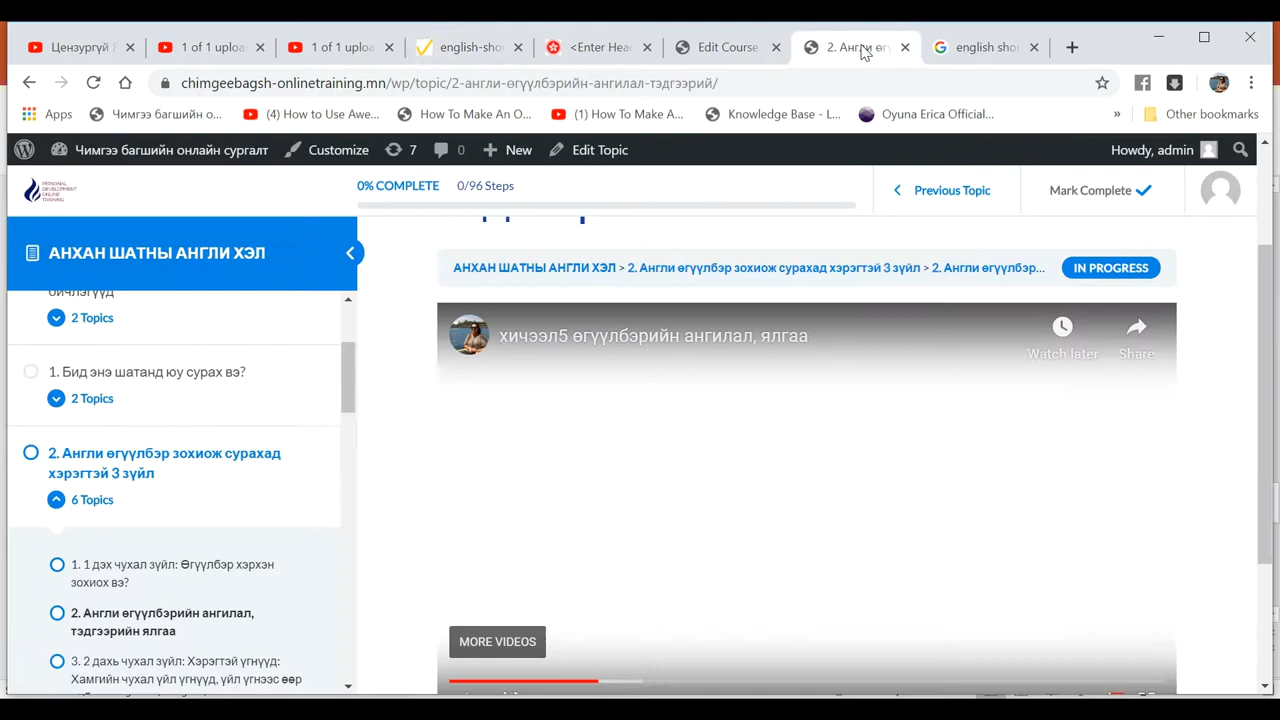 Цензургүй
1 of 1 uploa
1 of 1 uploa
english-sho
<Enter Hea
Edit Course
2. Англи өгү
english shor
chimgeebagsh-onlinetraining.mn/wp/topic/2-англи-өгүүлбэрийн-ангилал-тэдгээрий/
Apps
Чимгээ багшийн о...
(4) How to Use Awe...
How To Make An O...
(1) How To Make A...
Knowledge Base - L...
Oyuna Erica Official...
»
Other bookmarks
Чимгээ багшийн онлайн сургалт
Customize
7
0
New
Edit Topic
Howdy, admin
PERSONAL
DEVELOPMENT
ONLINE
TRAINING
0% COMPLETE 0/96 Steps
Previous Topic
Mark Complete
АНХАН ШАТНЫ АНГЛИ ХЭЛ
бичлэгүүд
2 Topics
1. Бид энэ шатанд юу сурах вэ?
2 Topics
2. Англи өгүүлбэр зохиож сурахад
хэрэгтэй 3 зүйл
6 Topics
1. 1 дэх чухал зүйл: Өгүүлбэр хэрхэн
зохиох вэ?
2. Англи өгүүлбэрийн ангилал,
тэдгээрийн ялгаа
3. 2 дахь чухал зүйл: Хэрэгтэй үгнүүд:
Хамгийн чухал үйл үгнүүд, үйл үгнээс өөр
АНХАН ШАТНЫ АНГЛИ ХЭЛ > 2. Англи өгүүлбэр зохиож сурахад хэрэгтэй 3 зүйл > 2. Англи өгүүлбэр...
IN PROGRESS
хичээл5 өгүүлбэрийн ангилал, ялгаа
Watch later
Share
MORE VIDEOS